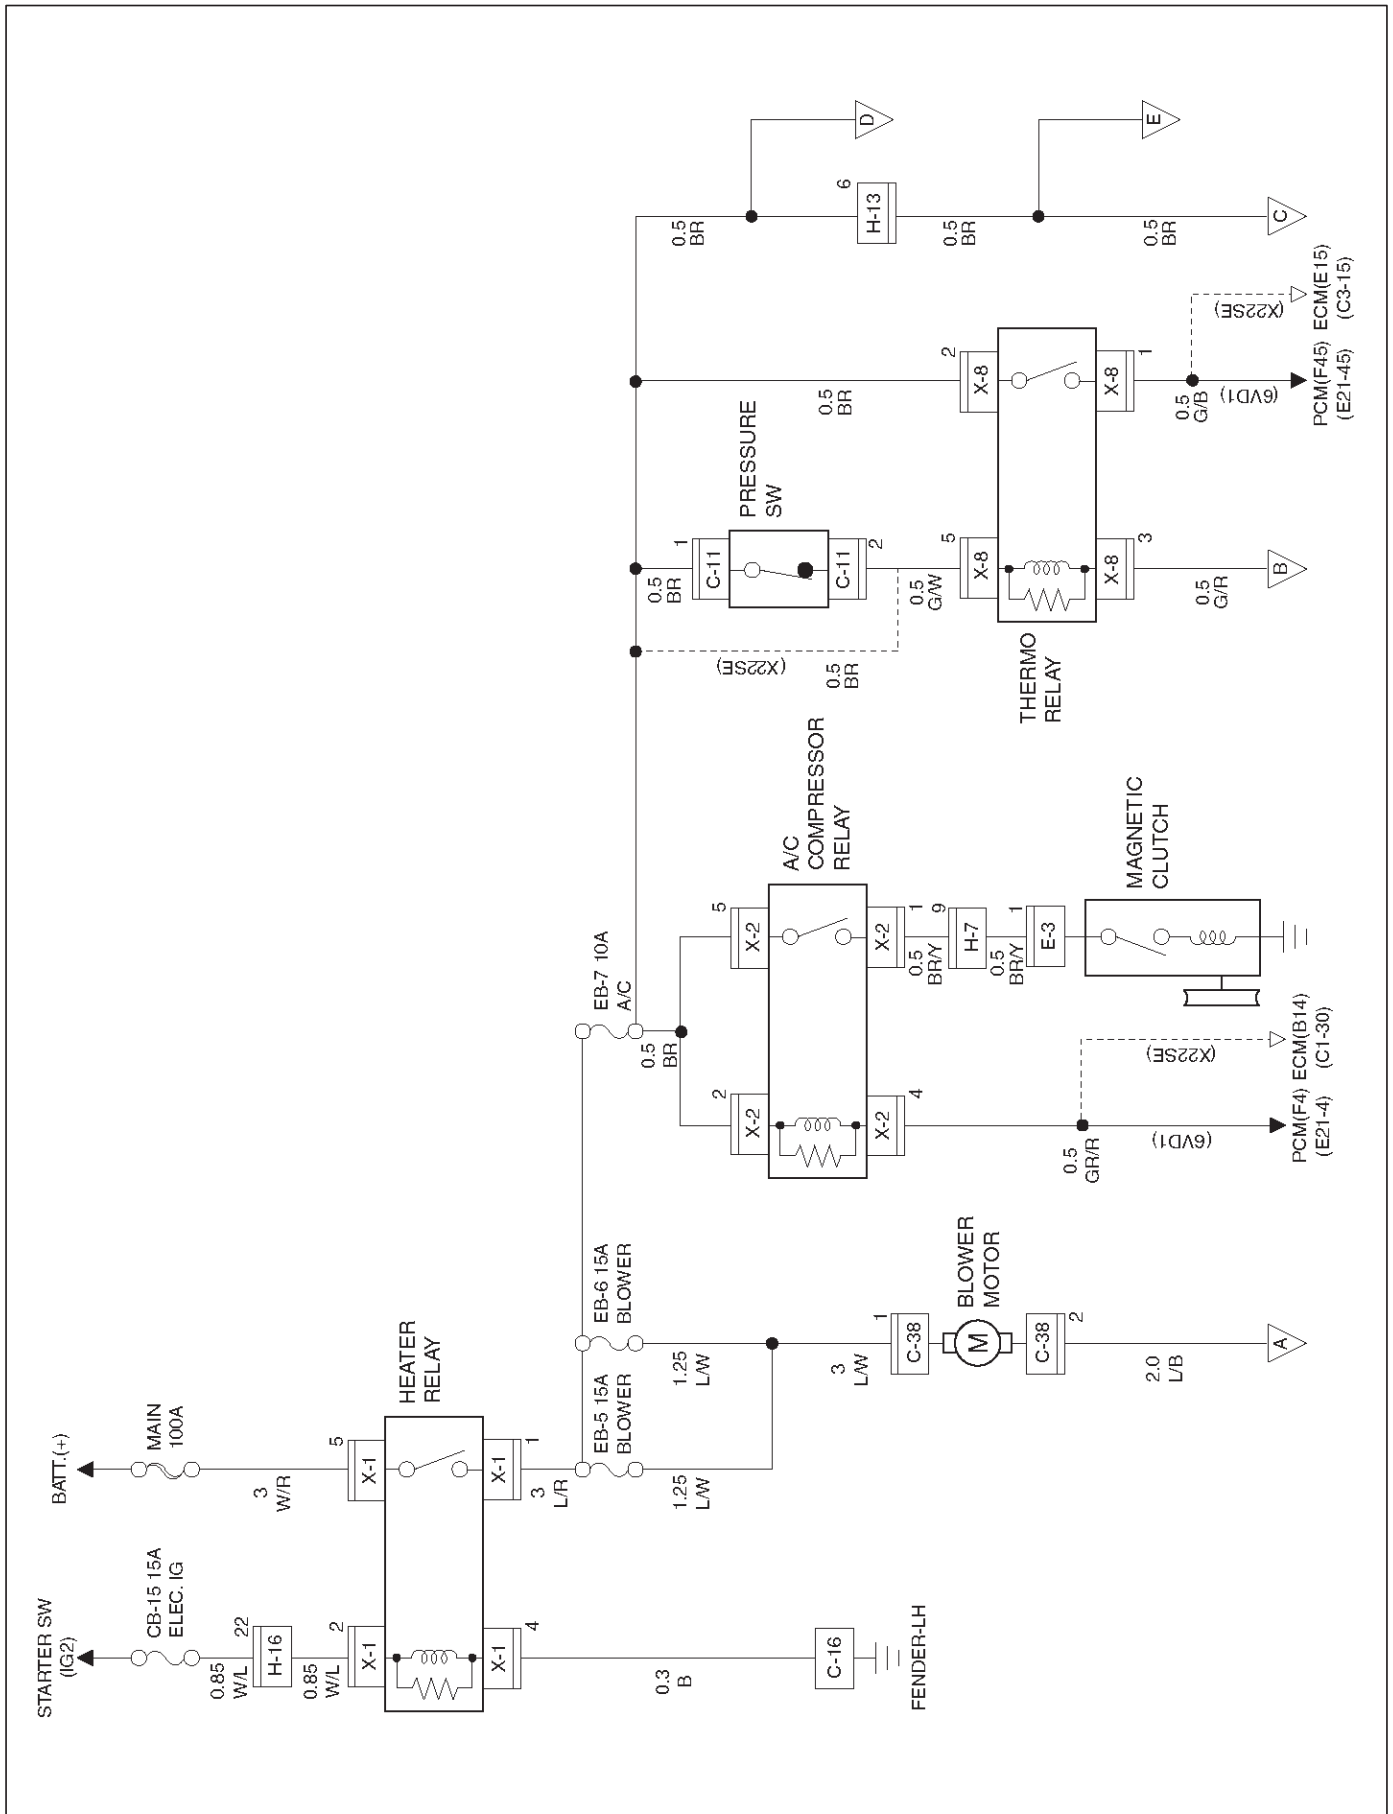 STARTER SW
(IG2)
BATT.(+)
CB-15 15A
ELEC. IG
MAIN
100A
0.85
W/L
H-16
22
0.85
W/L
3
W/R
X-1
2
X-1
5
HEATER
RELAY
X-1
4
X-1
1
0.3
B
3
L/R
C-16
FENDER-LH
EB-5 15A
BLOWER
EB-6 15A
BLOWER
EB-7 10A
A/C
1.25
L/W
1.25
L/W
3
L/W
C-38
1
M
BLOWER
MOTOR
C-38
2
2.0
L/B
A
0.5
BR
X-2
2
X-2
5
A/C
COMPRESSOR
RELAY
X-2
4
X-2
1
0.5
BR/Y
H-7
9
0.5
BR/Y
E-3
1
MAGNETIC
CLUTCH
0.5
GR/R
(6VD1)
(X22SE)
PCM(F4)
(E21-4)
ECM(B14)
(C1-30)
(X22SE)
0.5
BR
0.5
BR
C-11
1
PRESSURE
SW
C-11
2
0.5
G/W
0.5
BR
X-8
5
X-8
2
THERMO
RELAY
X-8
3
X-8
1
0.5
G/R
B
0.5
G/B
(6VD1)
(X22SE)
PCM(F45)
(E21-45)
ECM(E15)
(C3-15)
0.5
BR
D
H-13
6
0.5
BR
E
0.5
BR
C